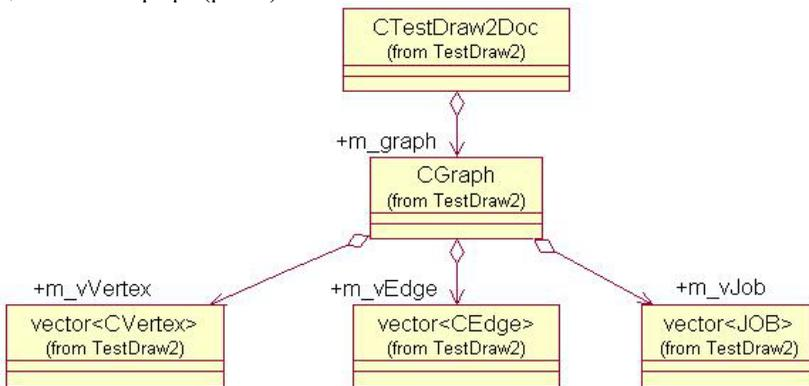 CTestDraw2Doc
(from TestDraw2)
+m_graph
CGraph
(from TestDraw2)
+m_vVertex
+m_vEdge
+m_vJob
vector<CVertex>
(from TestDraw2)
vector<CEdge>
(from TestDraw2)
vector<JOB>
(from TestDraw2)